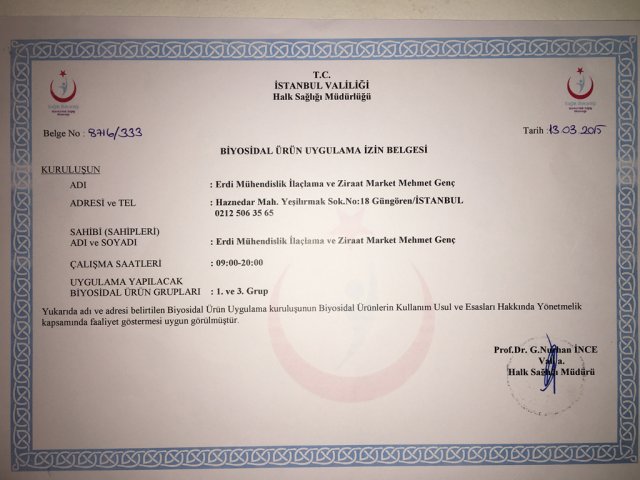 T.C.
İSTANBUL VALİLİĞİ
Halk Sağlığı Müdürlüğü
Belge No : 8716/333
Tarih : 13.03.2015
BİYOSİDAL ÜRÜN UYGULAMA İZİN BELGESİ
KURULUŞUN
ADI : Erdi Mühendislik İlaçlama ve Ziraat Market Mehmet Genç
ADRESİ ve TEL : Haznedar Mah. Yeşilırmak Sok.No:18 Güngören/İSTANBUL
0212 506 35 65
SAHİBİ (SAHİPLERİ)
ADI ve SOYADI : Erdi Mühendislik İlaçlama ve Ziraat Market Mehmet Genç
ÇALIŞMA SAATLERİ : 09:00-20:00
UYGULAMA YAPILACAK
BİYOSİDAL ÜRÜN GRUPLARI : 1. ve 3. Grup
Yukarıda adı ve adresi belirtilen Biyosidal Ürün Uygulama kuruluşunun Biyosidal Ürünlerin Kullanım Usul ve Esasları Hakkında Yönetmelik
kapsamında faaliyet göstermesi uygun görülmüştür.
Prof.Dr. G.Nurhan İNCE
Vali a.
Halk Sağlığı Müdürü